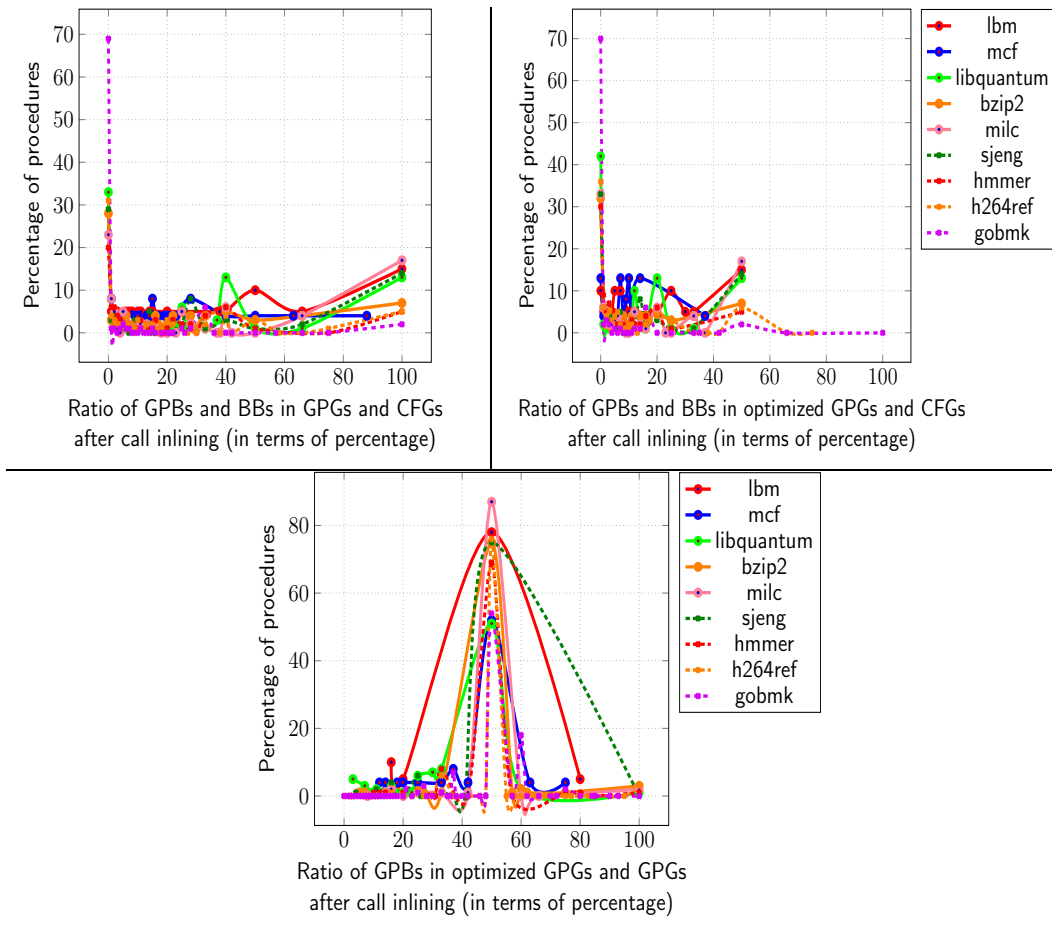 70
60
50
40
30
20
10
0
Percentage of procedures
0 20 40 60 80 100
Ratio of GPBs and BBs in GPGs and CFGs
after call inlining (in terms of percentage)
70
60
50
40
30
20
10
0
Percentage of procedures
0 20 40 60 80 100
Ratio of GPBs and BBs in optimized GPGs and CFGs
after call inlining (in terms of percentage)
lbm
mcf
libquantum
bzip2
milc
sjeng
hmmer
h264ref
gobmk
80
60
40
20
0
Percentage of procedures
0 20 40 60 80 100
Ratio of GPBs in optimized GPGs and GPGs
after call inlining (in terms of percentage)
lbm
mcf
libquantum
bzip2
milc
sjeng
hmmer
h264ref
gobmk